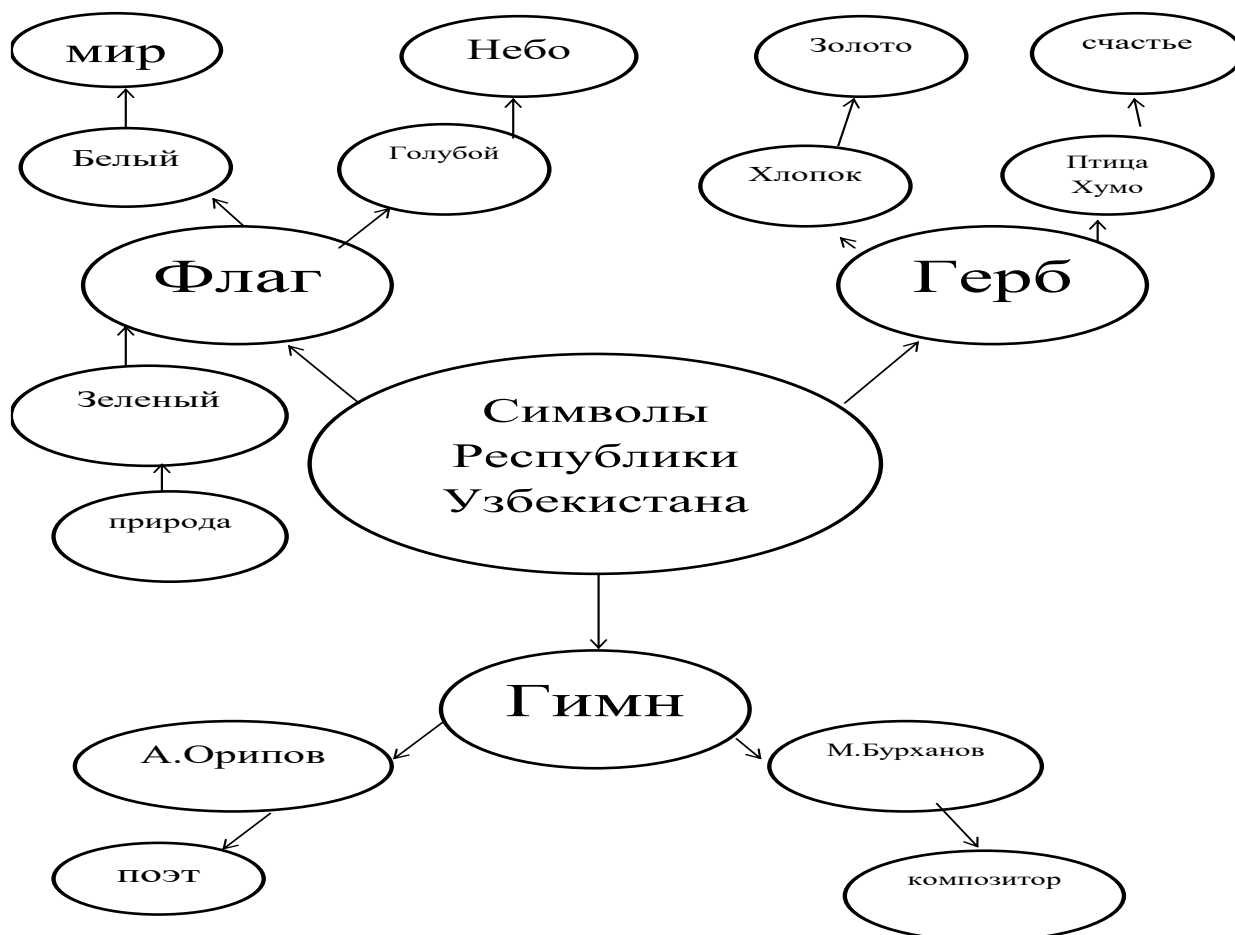 мир
Небо
Золото
счастье
Белый
Голубой
Хлопок
Птица
Хумо
Флаг
Герб
Зеленый
Символы
Республики
Узбекистана
природа
Гимн
А.Орипов
М.Бурханов
поэт
композитор